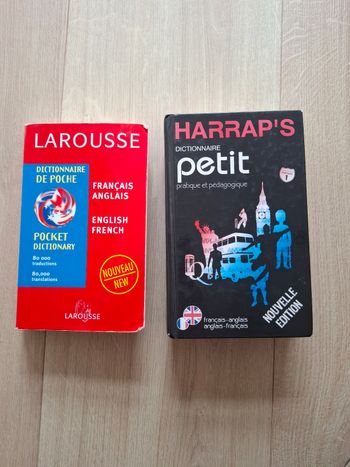 LAROUSSE
DICTIONNAIRE
DE POCHE
FRANÇAIS
ANGLAIS
ENGLISH
FRENCH
POCKET
DICTIONARY
80 000
traductions
80,000
translations
NOUVEAU
NEW
LAROUSSE
HARRAP'S
DICTIONNAIRE
petit
pratique et pédagogique
français-anglais
anglais-français
NOUVELLE
ÉDITION